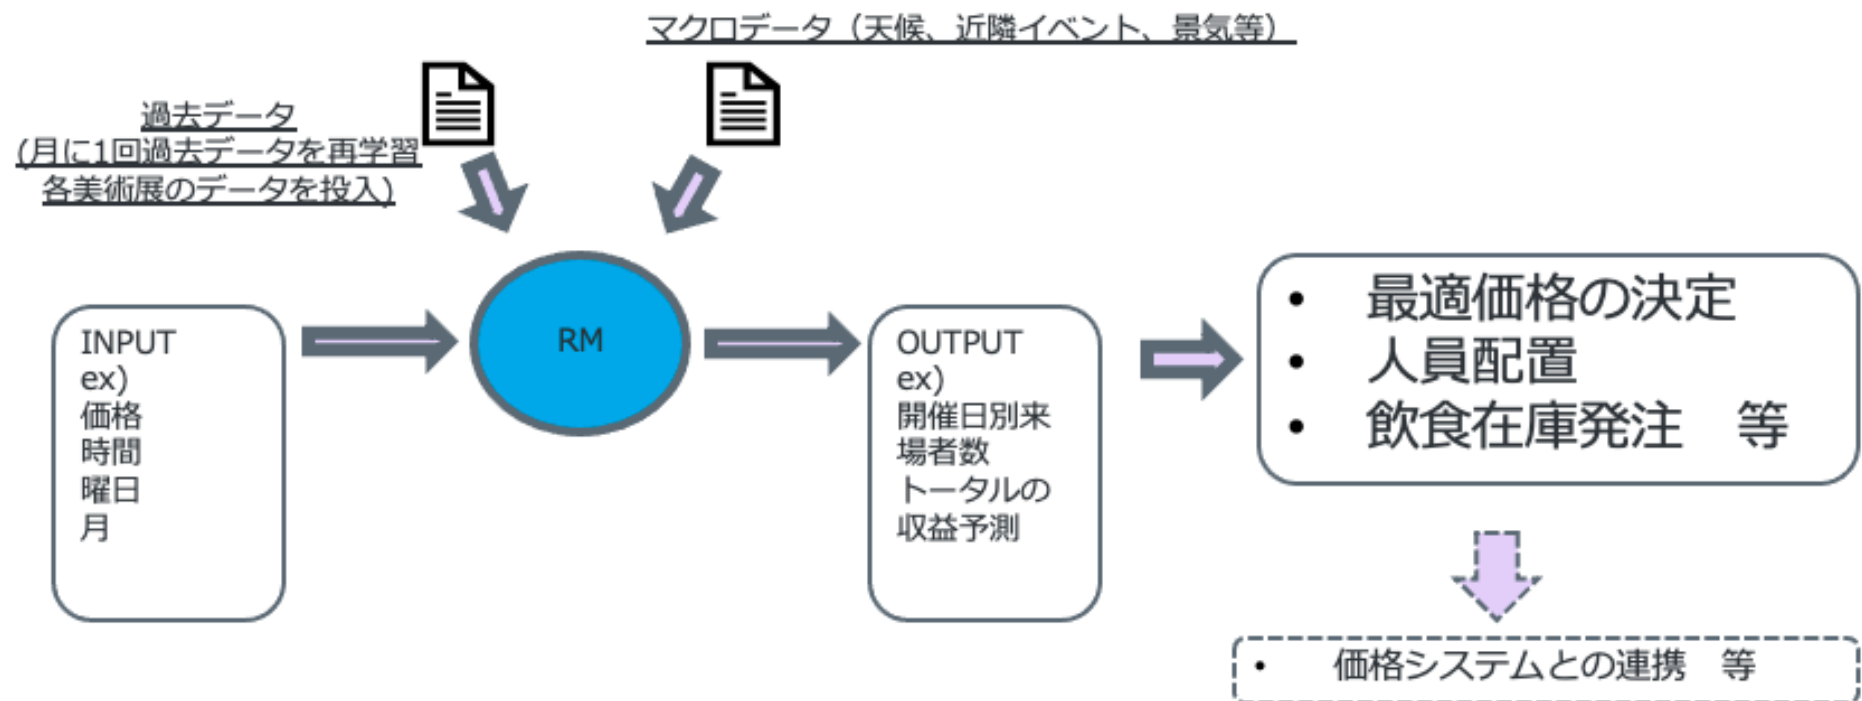 マクロデータ（天候、近隣イベント、景気等）
過去データ
(月に1回過去データを再学習
各美術展のデータを投入)
INPUT
ex)
価格
時間
曜日
月
RM
OUTPUT
ex)
開催日別来
場者数
トータルの
収益予測
• 最適価格の決定
• 人員配置
• 飲食在庫発注　等
• 価格システムとの連携　等